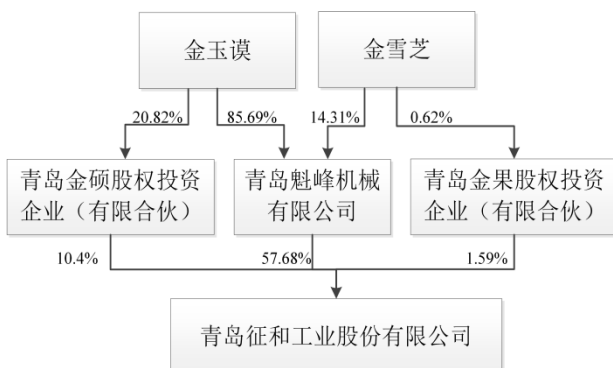 金玉谟
金雪芝
20.82%
85.69%
14.31%
0.62%
青岛金硕股权投资
企业（有限合伙）
青岛魁峰机械
有限公司
青岛金果股权投资
企业（有限合伙）
10.4%
57.68%
1.59%
青岛征和工业股份有限公司